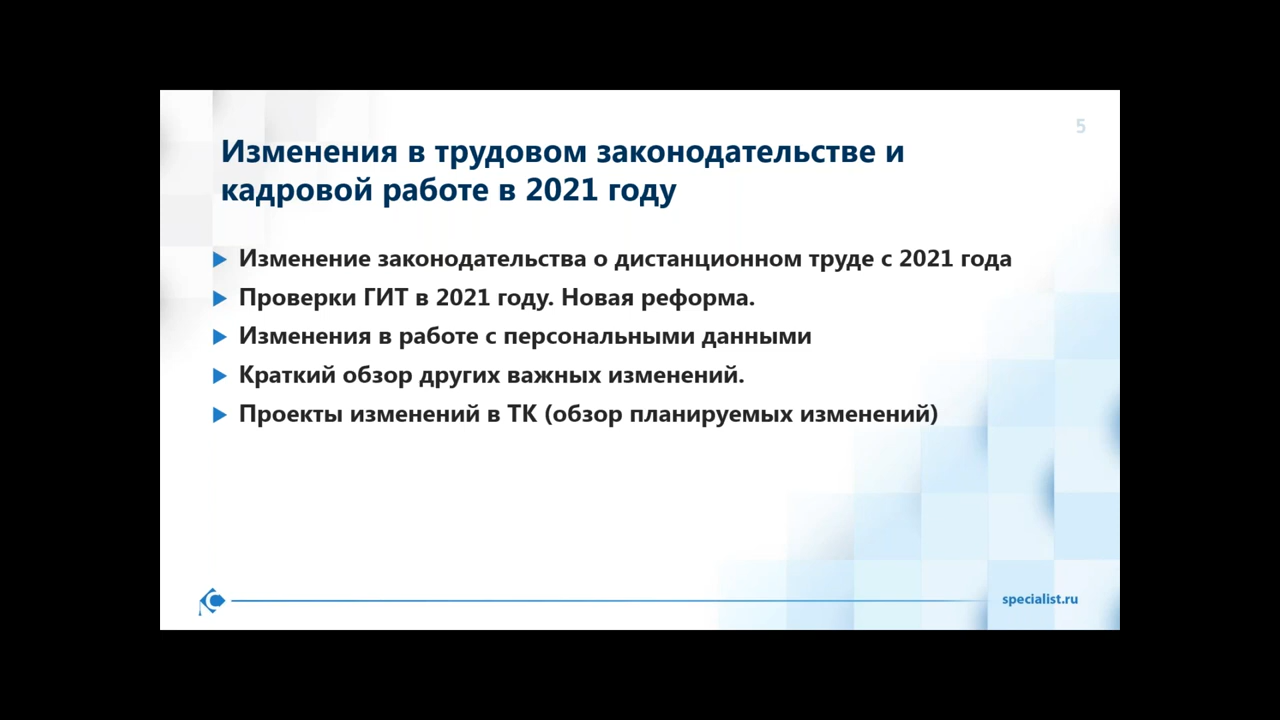 5
Изменения в трудовом законодательстве и
кадровой работе в 2021 году
Изменение законодательства о дистанционном труде с 2021 года
Проверки ГИТ в 2021 году. Новая реформа.
Изменения в работе с персональными данными
Краткий обзор других важных изменений.
Проекты изменений в ТК (обзор планируемых изменений)
specialist.ru